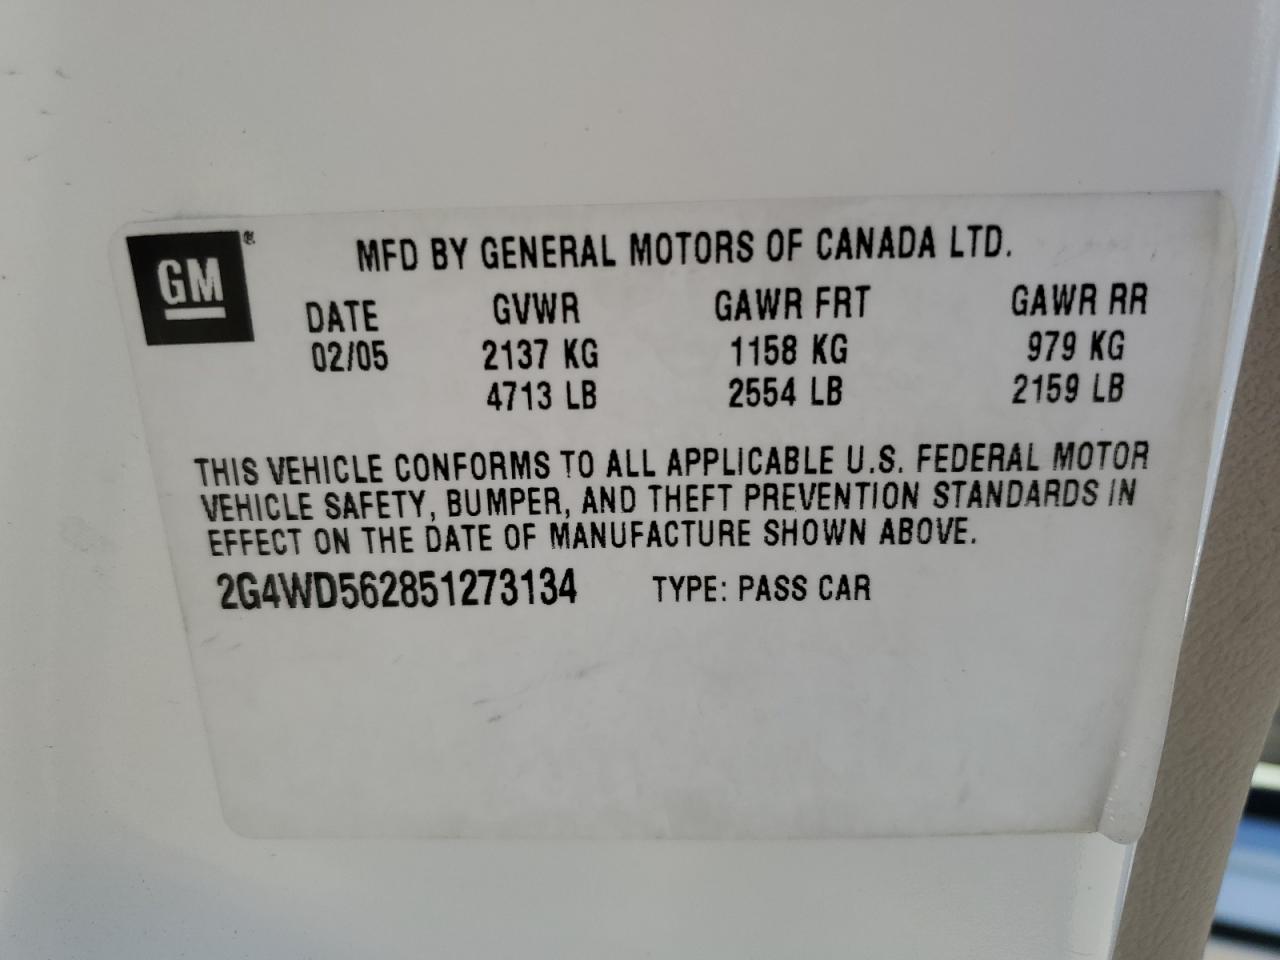 GM ®
MFD BY GENERAL MOTORS OF CANADA LTD.
DATE GVWR GAWR FRT GAWR RR
02/05 2137 KG 1158 KG 979 KG
4713 LB 2554 LB 2159 LB
THIS VEHICLE CONFORMS TO ALL APPLICABLE U.S. FEDERAL MOTOR
VEHICLE SAFETY, BUMPER, AND THEFT PREVENTION STANDARDS IN
EFFECT ON THE DATE OF MANUFACTURE SHOWN ABOVE.
2G4WD562851273134 TYPE: PASS CAR